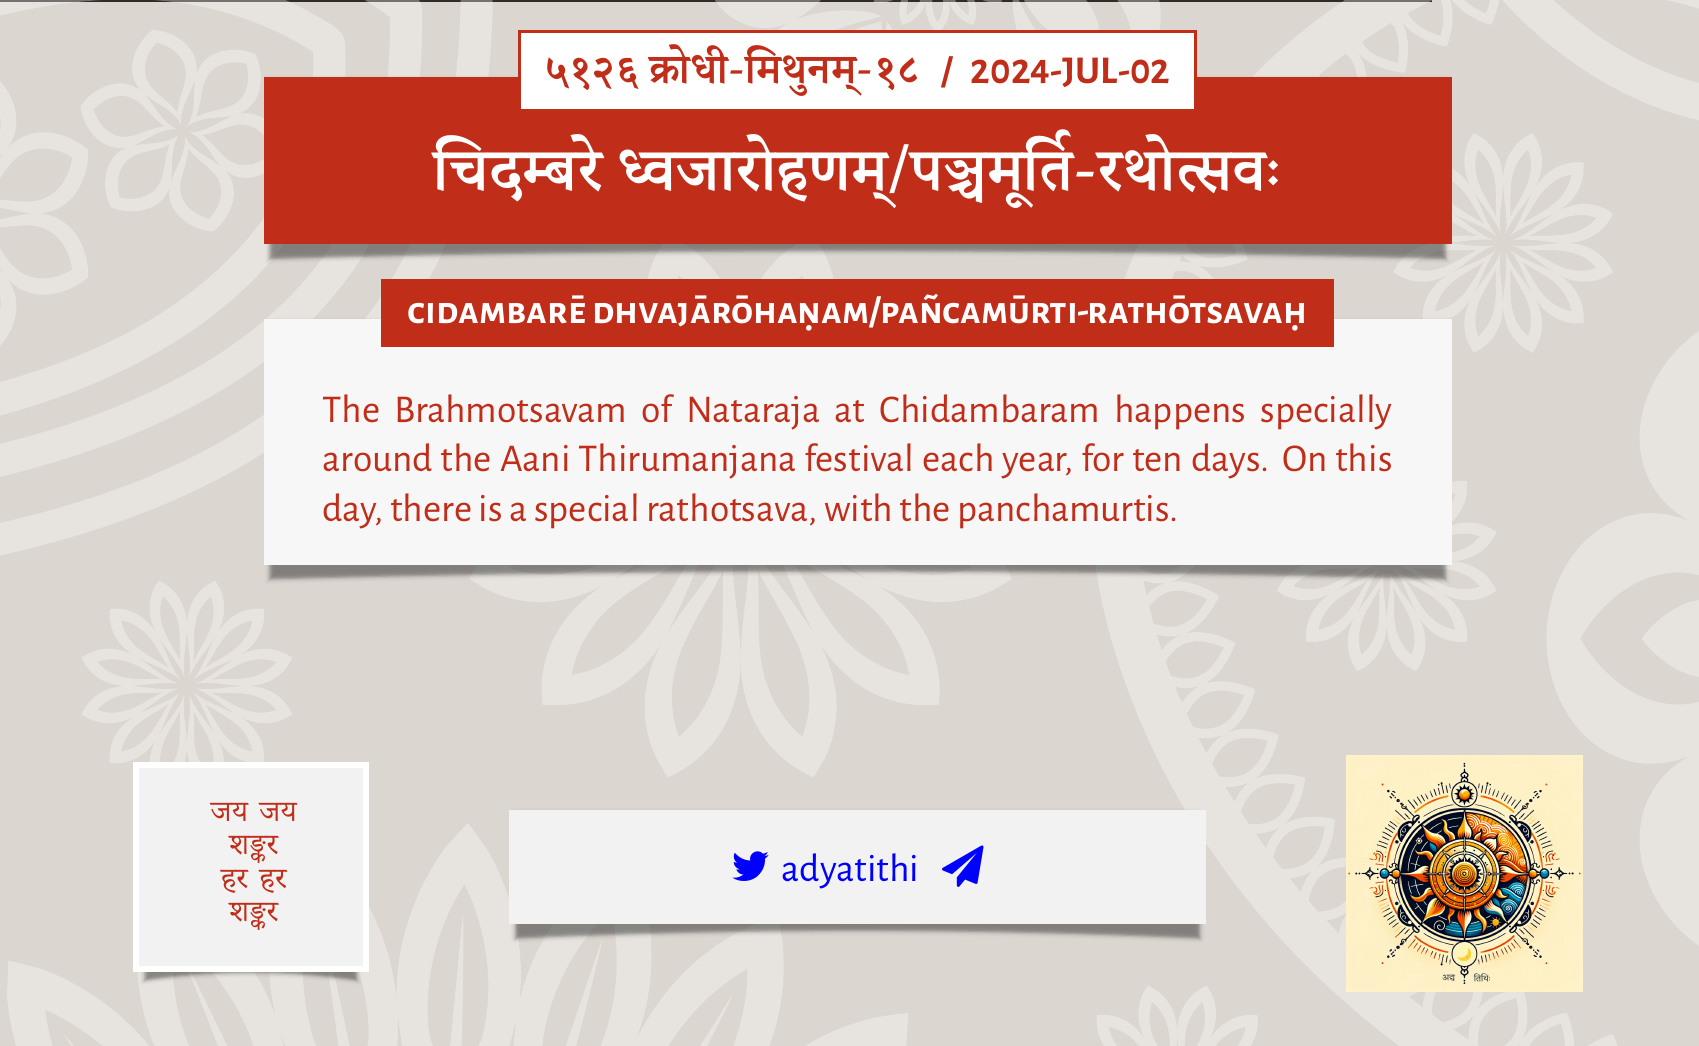 ५१२६ क्रोधी-मिथुनम्-१८ / 2024-JUL-02
चिदम्बरे ध्वजारोहणम्/पञ्चमूर्ति-रथोत्सवः
CIDAMBARĒ DHVAJĀRŌHAṆAM/PAÑCAMŪRTI-RATHŌTSAVAḤ
The Brahmotsavam of Nataraja at Chidambaram happens specially
around the Aani Thirumanjana festival each year, for ten days. On this
day, there is a special rathotsava, with the panchamurtis.
जय जय
शङ्कर
हर हर
शङ्कर
adyatithi
अद्य तिथिः